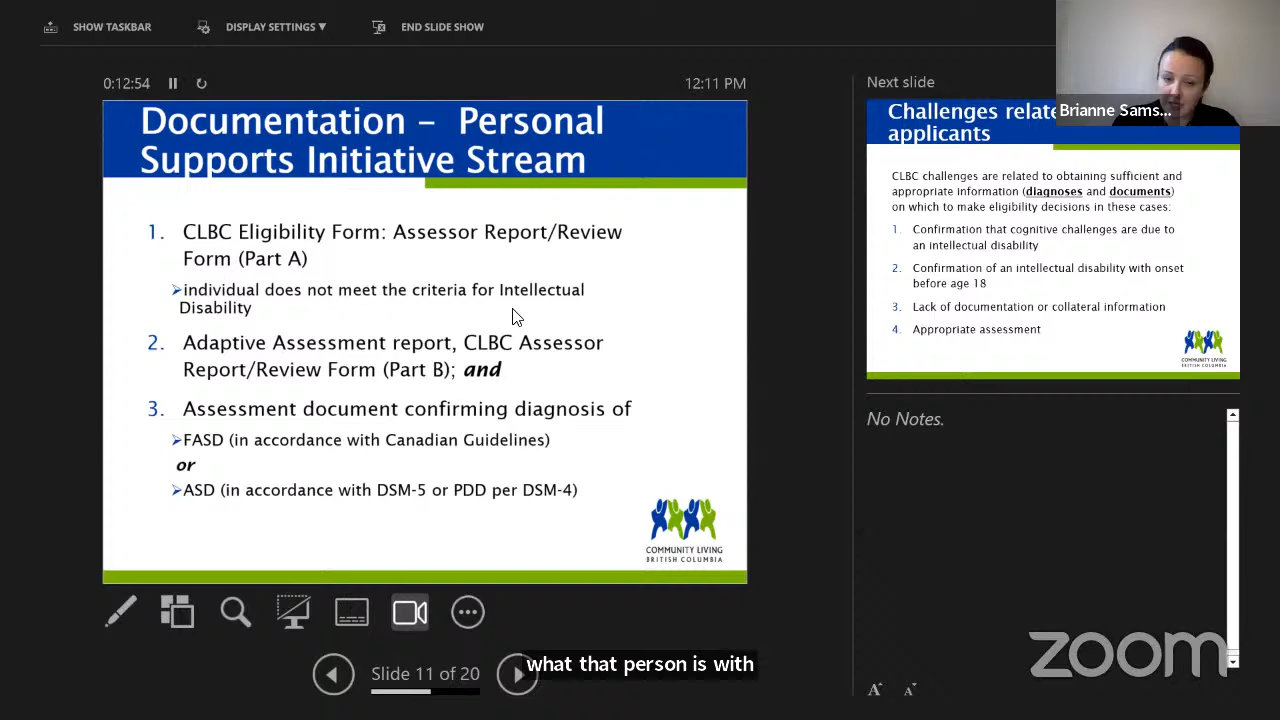 SHOW TASKBAR
DISPLAY SETTINGS ▼
END SLIDE SHOW
0:12:54
12:11 PM
Documentation – Personal
Supports Initiative Stream
1. CLBC Eligibility Form: Assessor Report/Review
Form (Part A)
➢individual does not meet the criteria for Intellectual
Disability
2. Adaptive Assessment report, CLBC Assessor
Report/Review Form (Part B); and
3. Assessment document confirming diagnosis of
➢FASD (in accordance with Canadian Guidelines)
or
➢ASD (in accordance with DSM-5 or PDD per DSM-4)
COMMUNITY LIVING
BRITISH COLUMBIA
Slide 11 of 20
what that person is with
Next slide
Brianne Sams...
Challenges relate
applicants
CLBC challenges are related to obtaining sufficient and
appropriate information (diagnoses and documents)
on which to make eligibility decisions in these cases:
1. Confirmation that cognitive challenges are due to
an intellectual disability
2. Confirmation of an intellectual disability with onset
before age 18
3. Lack of documentation or collateral information
4. Appropriate assessment
COMMUNITY LIVING
BRITISH COLUMBIA
No Notes.
zoom
A A